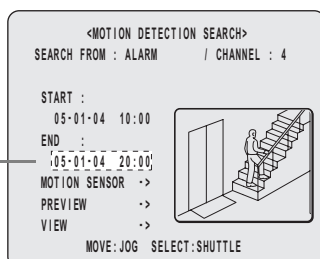 <MOTION DETECTION SEARCH>
SEARCH FROM : ALARM / CHANNEL : 4
START :
05-01-04 10:00
END :
05-01-04 20:00
MOTION SENSOR ->
PREVIEW ->
VIEW ->
MOVE:JOG SELECT:SHUTTLE